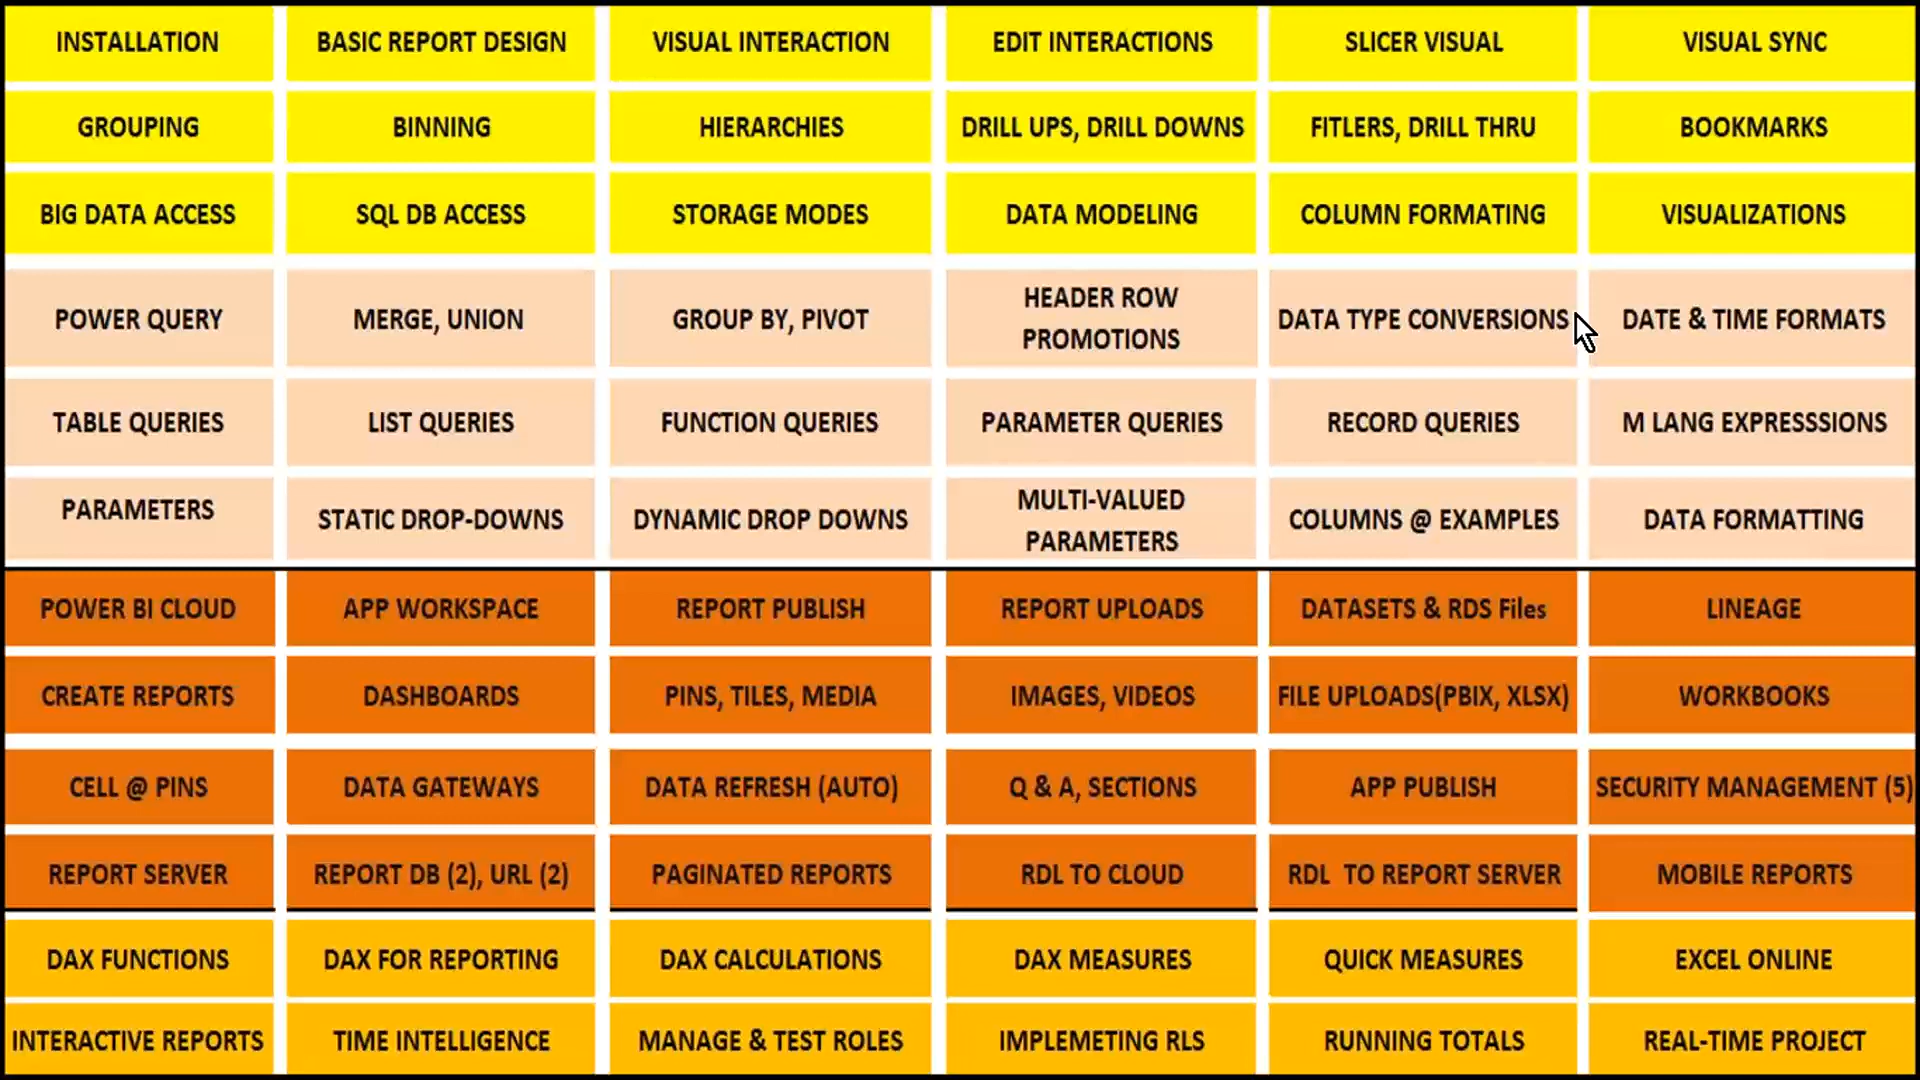 INSTALLATION
BASIC REPORT DESIGN
VISUAL INTERACTION
EDIT INTERACTIONS
SLICER VISUAL
VISUAL SYNC
GROUPING
BINNING
HIERARCHIES
DRILL UPS, DRILL DOWNS
FITLERS, DRILL THRU
BOOKMARKS
BIG DATA ACCESS
SQL DB ACCESS
STORAGE MODES
DATA MODELING
COLUMN FORMATING
VISUALIZATIONS
POWER QUERY
MERGE, UNION
GROUP BY, PIVOT
HEADER ROW
PROMOTIONS
DATA TYPE CONVERSIONS
DATE & TIME FORMATS
TABLE QUERIES
LIST QUERIES
FUNCTION QUERIES
PARAMETER QUERIES
RECORD QUERIES
M LANG EXPRESSSIONS
PARAMETERS
STATIC DROP-DOWNS
DYNAMIC DROP DOWNS
MULTI-VALUED
PARAMETERS
COLUMNS @ EXAMPLES
DATA FORMATTING
POWER BI CLOUD
APP WORKSPACE
REPORT PUBLISH
REPORT UPLOADS
DATASETS & RDS Files
LINEAGE
CREATE REPORTS
DASHBOARDS
PINS, TILES, MEDIA
IMAGES, VIDEOS
FILE UPLOADS(PBIX, XLSX)
WORKBOOKS
CELL @ PINS
DATA GATEWAYS
DATA REFRESH (AUTO)
Q & A, SECTIONS
APP PUBLISH
SECURITY MANAGEMENT (5)
REPORT SERVER
REPORT DB (2), URL (2)
PAGINATED REPORTS
RDL TO CLOUD
RDL  TO REPORT SERVER
MOBILE REPORTS
DAX FUNCTIONS
DAX FOR REPORTING
DAX CALCULATIONS
DAX MEASURES
QUICK MEASURES
EXCEL ONLINE
INTERACTIVE REPORTS
TIME INTELLIGENCE
MANAGE & TEST ROLES
IMPLEMETING RLS
RUNNING TOTALS
REAL-TIME PROJECT